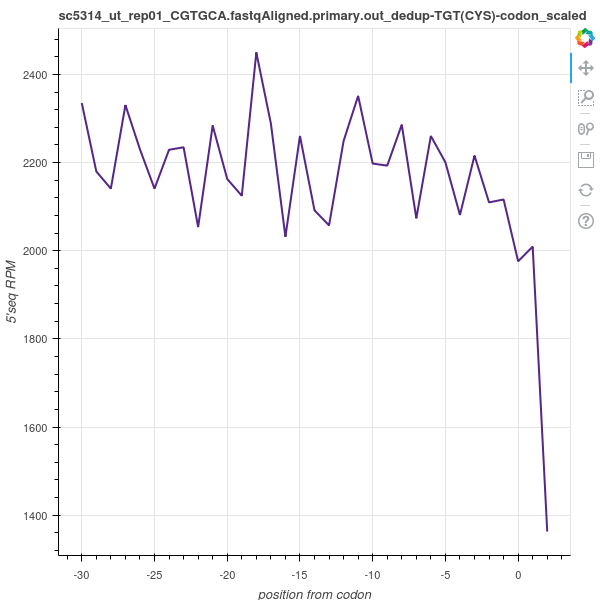 sc5314_ut_rep01_CGTGCA.fastqAligned.primary.out_dedup-TGT(CYS)-codon_scaled
2400
2200
2000
1800
1600
1400
5'seq RPM
-30 -25 -20 -15 -10 -5 0
position from codon